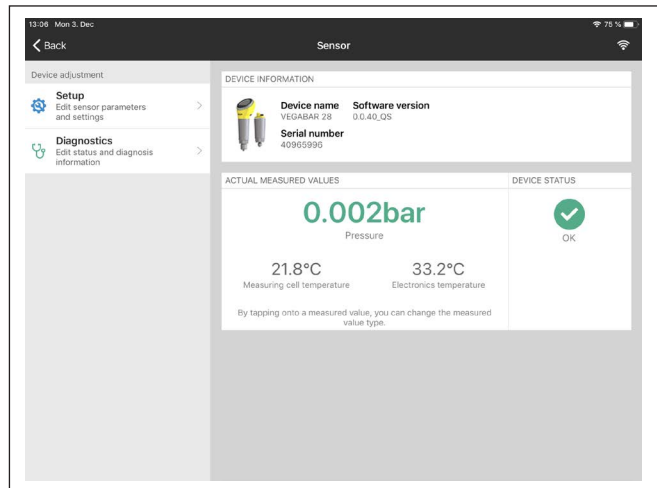 13:06 Mon 3. Dec
75 %
Back
Sensor
Device adjustment
Setup
Edit sensor parameters
and settings
Diagnostics
Edit status and diagnosis
information
DEVICE INFORMATION
Device name Software version
VEGABAR 28 0.0.40_QS
Serial number
40965996
ACTUAL MEASURED VALUES
DEVICE STATUS
0.002bar
Pressure
OK
21.8°C 33.2°C
Measuring cell temperature Electronics temperature
By tapping onto a measured value, you can change the measured
value type.